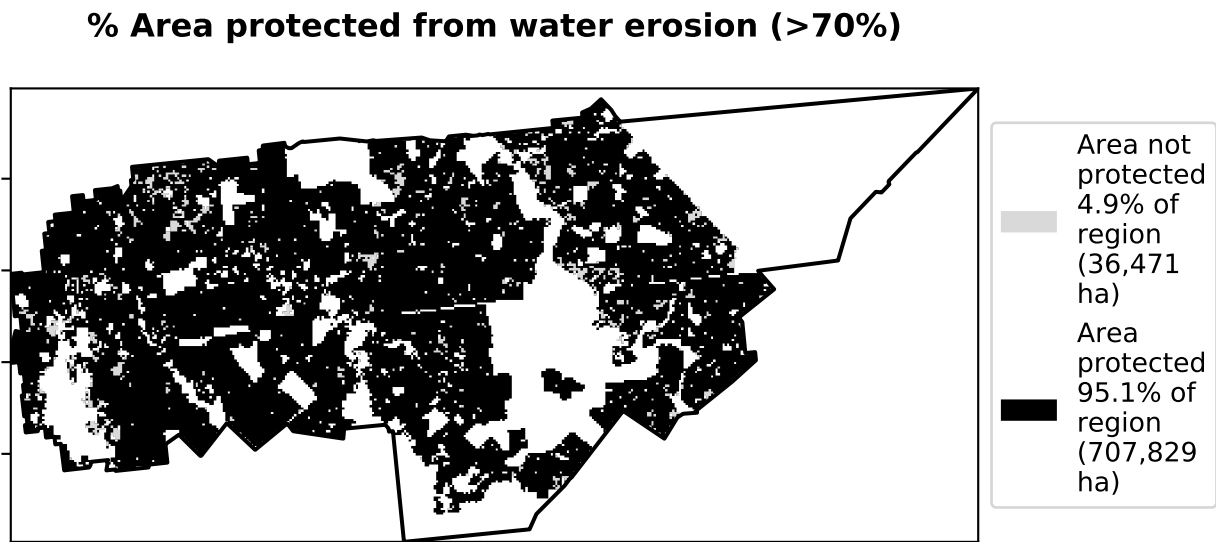 % Area protected from water erosion (>70%)
Area not
protected
4.9% of
region
(36,471
ha)
Area
protected
95.1% of
region
(707,829
ha)